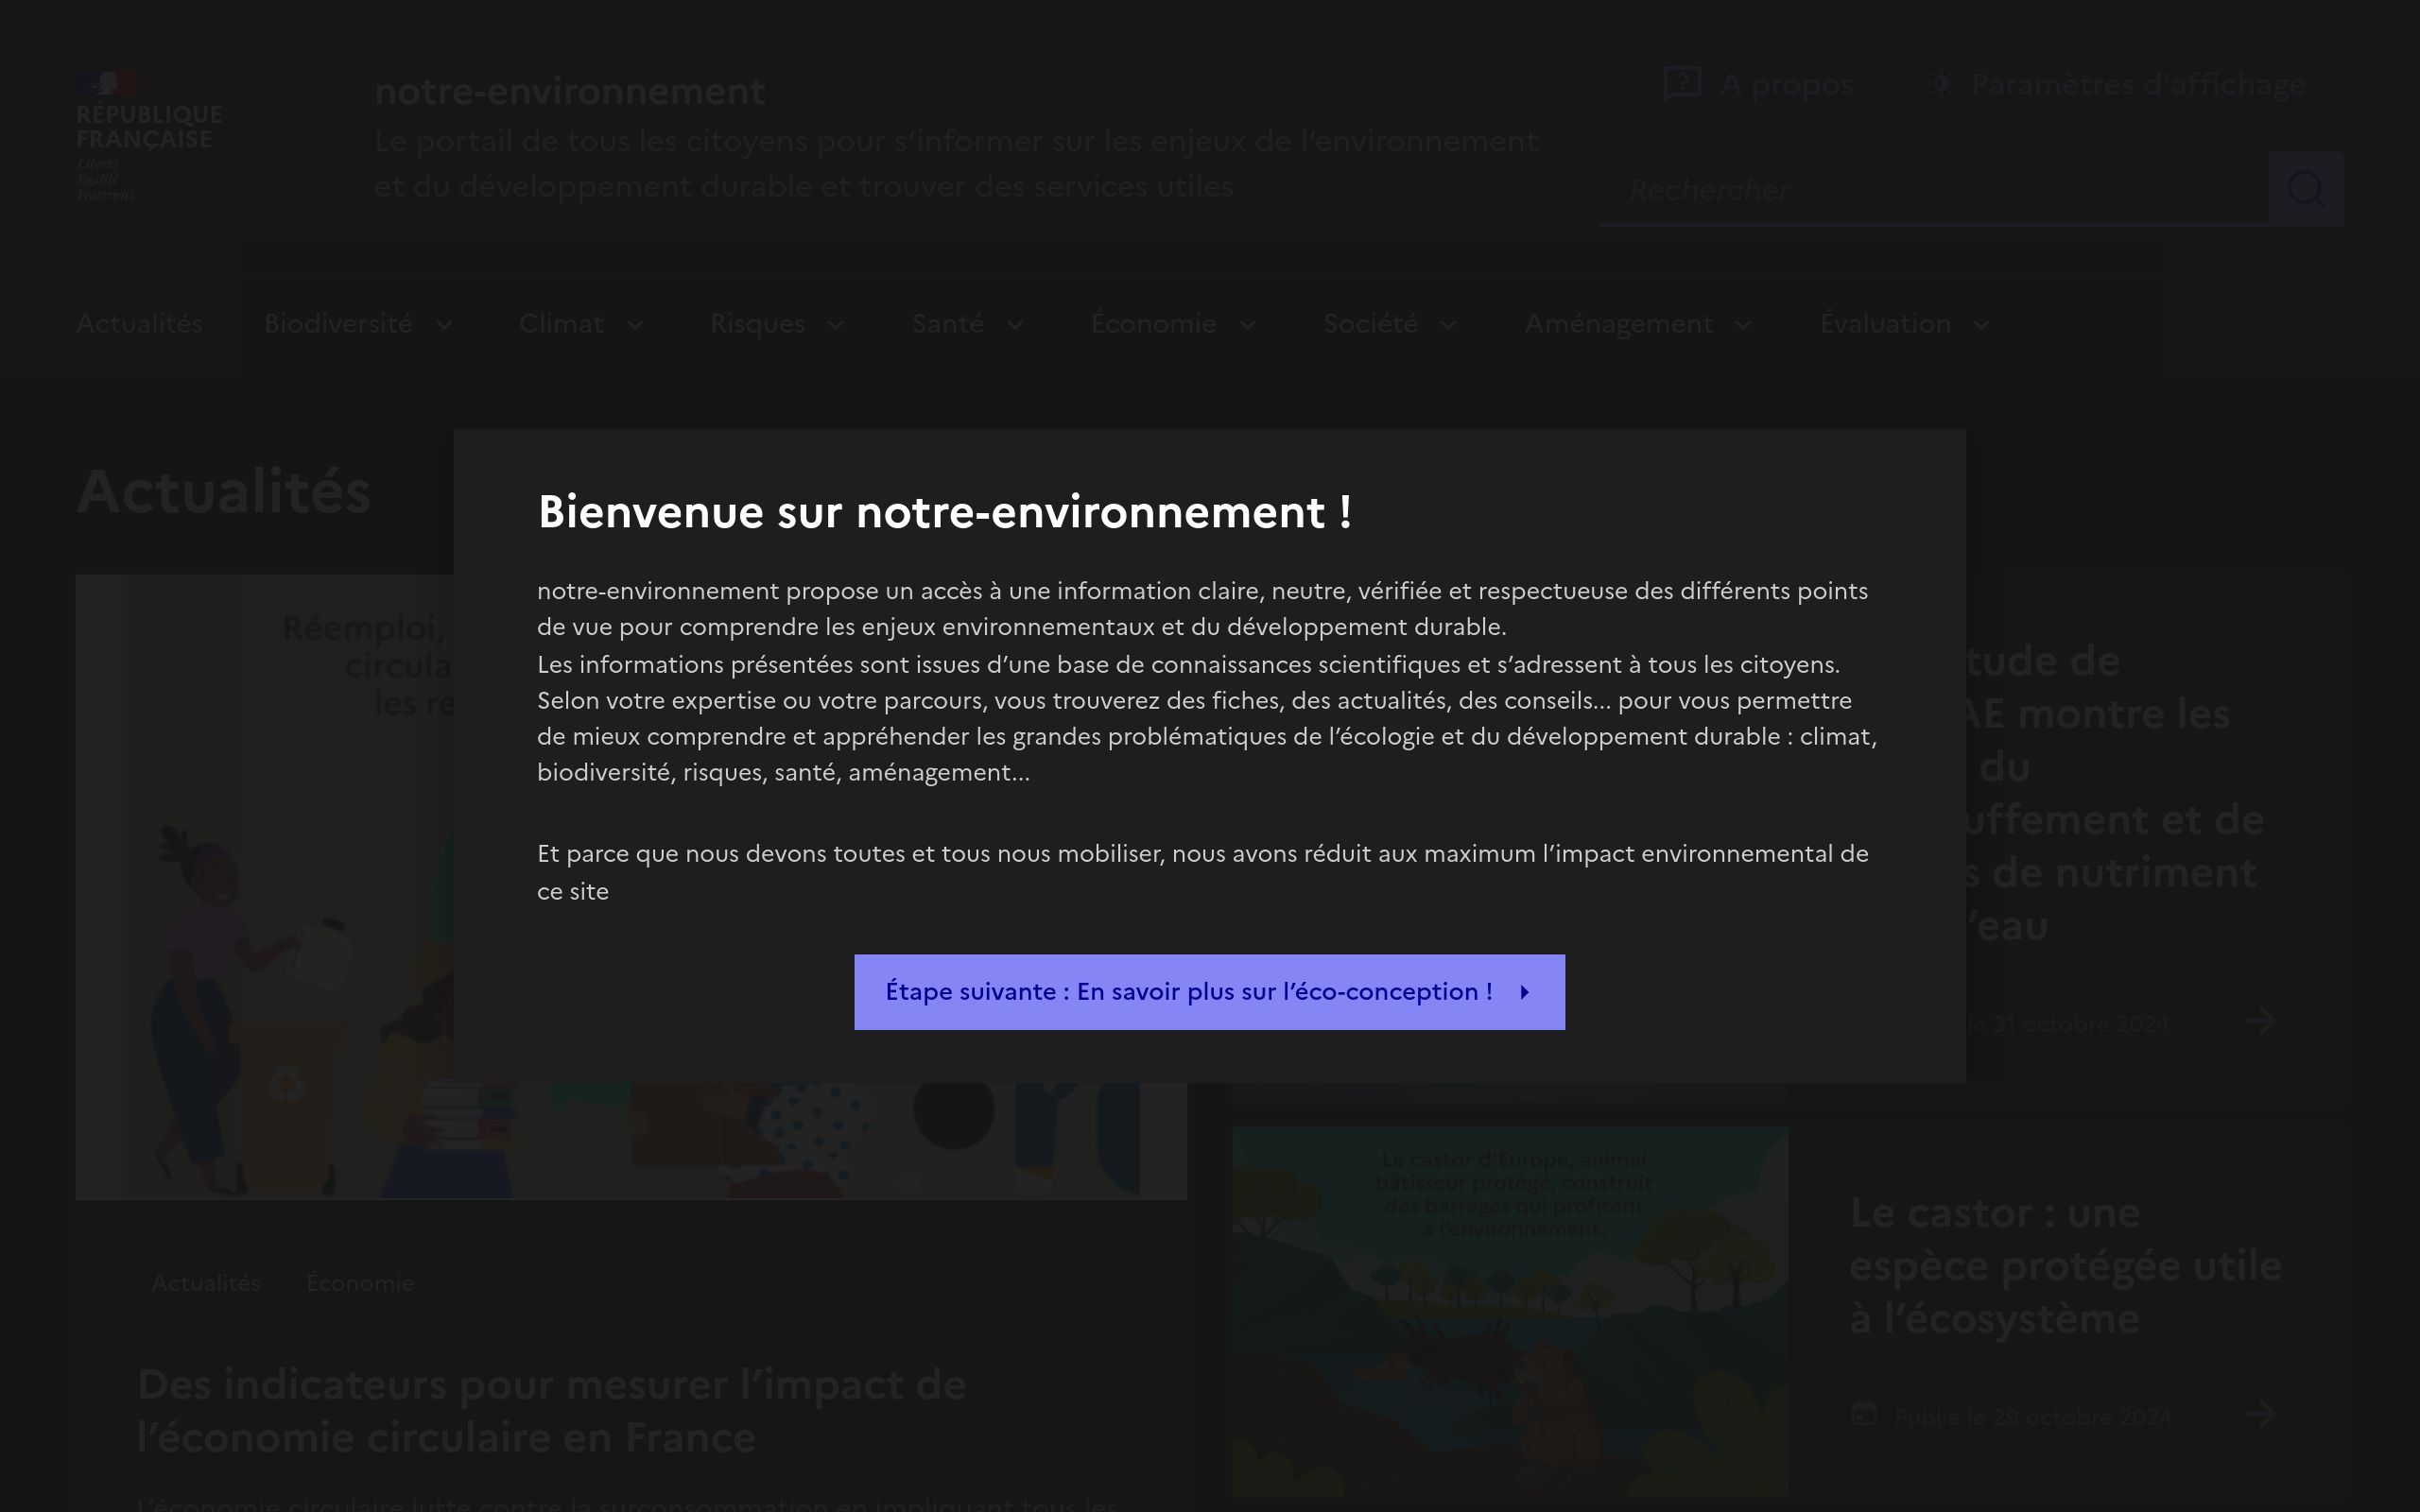 RÉPUBLIQUE
FRANÇAISE
Liberté
Égalité
Fraternité
notre-environnement
Le portail de tous les citoyens pour s’informer sur les enjeux de l’environnement
et du développement durable et trouver des services utiles
A propos
Paramètres d'affichage
Rechercher
Actualités
Biodiversité
Climat
Risques
Santé
Économie
Société
Aménagement
Évaluation
Actualités
Bienvenue sur notre-environnement !
notre-environnement propose un accès à une information claire, neutre, vérifiée et respectueuse des différents points
de vue pour comprendre les enjeux environnementaux et du développement durable.
Les informations présentées sont issues d’une base de connaissances scientifiques et s’adressent à tous les citoyens.
Selon votre expertise ou votre parcours, vous trouverez des fiches, des actualités, des conseils... pour vous permettre
de mieux comprendre et appréhender les grandes problématiques de l’écologie et du développement durable : climat,
biodiversité, risques, santé, aménagement...
Et parce que nous devons toutes et tous nous mobiliser, nous avons réduit aux maximum l’impact environnemental de
ce site
Étape suivante : En savoir plus sur l’éco-conception !
Réemploi,
circula
les re
Actualités
Économie
Des indicateurs pour mesurer l’impact de
l’économie circulaire en France
L’économie circulaire lutte contre la surconsommation en impliquant tous les
tude de
AE montre les
du
uffement et de
s de nutriment
’eau
le 31 octobre 2024
Le castor d’Europe, animal
bâtisseur protégé, construit
des barrages qui profitent
à l’environnement.
Le castor : une
espèce protégée utile
à l’écosystème
Publié le 29 octobre 2024